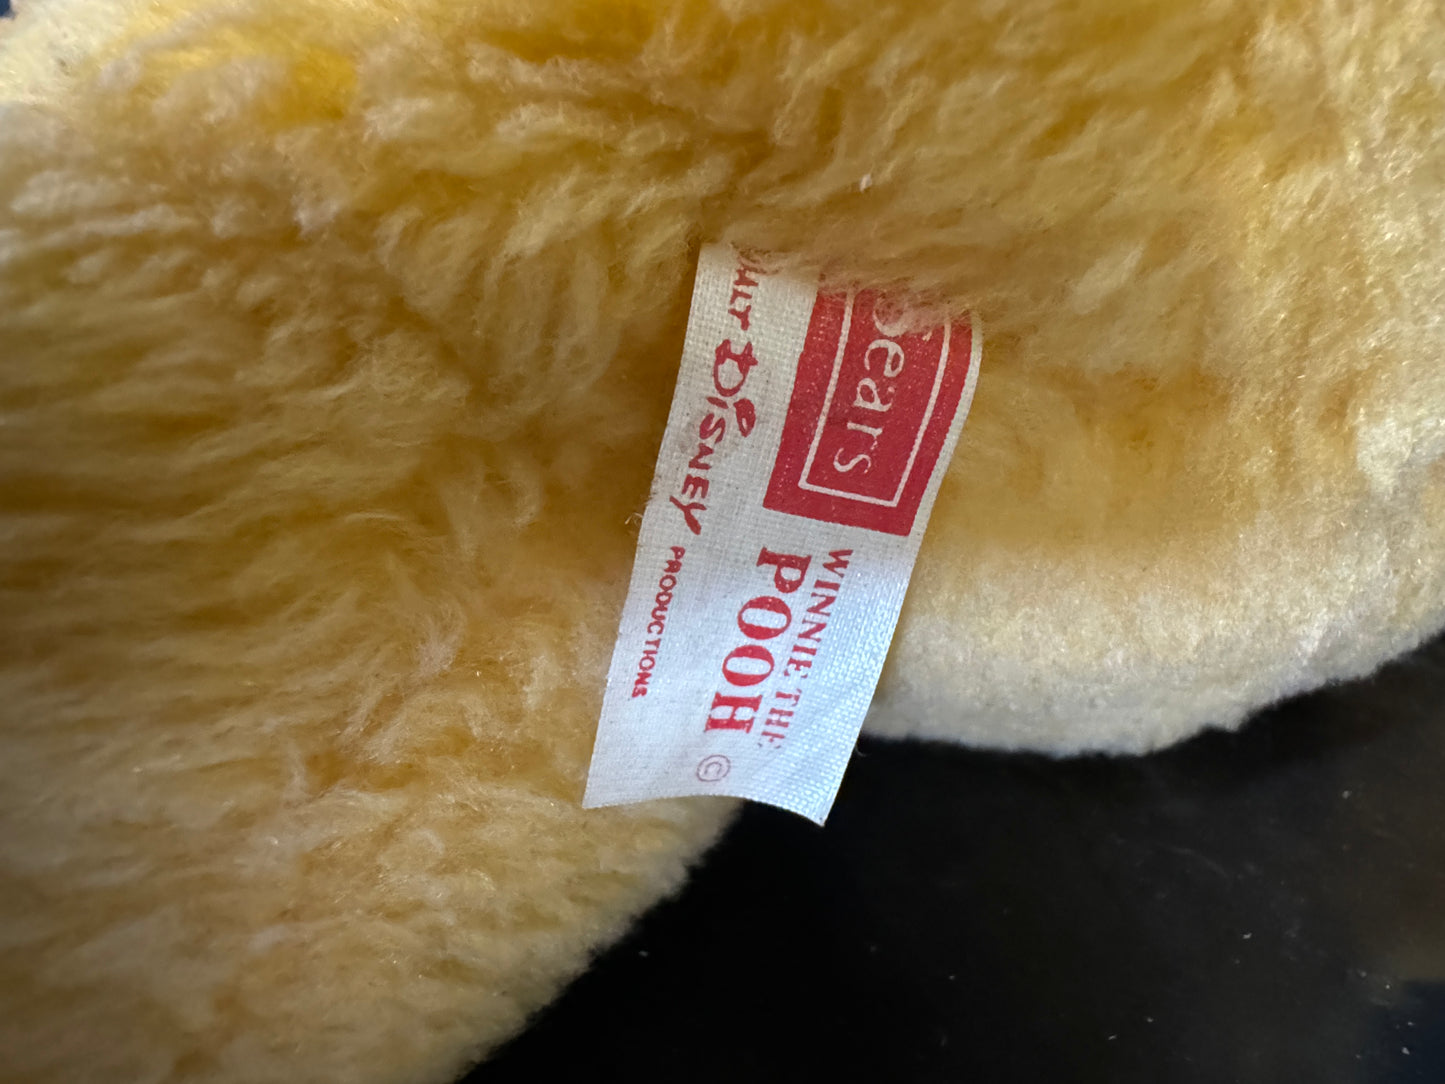 Sears
WINNIE THE
POOH ©
WALT DISNEY PRODUCTIONS